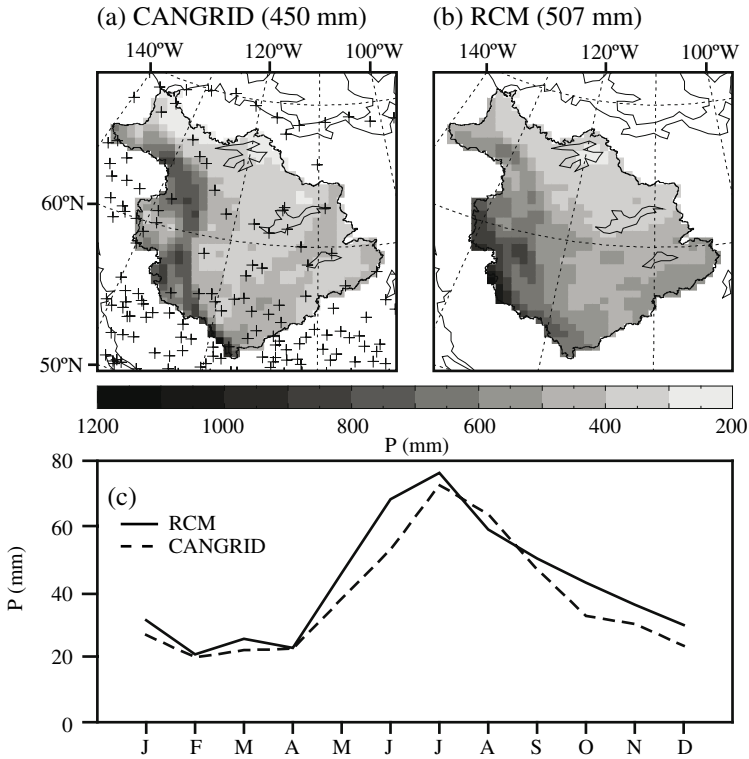 (a) CANGRID (450 mm)
(b) RCM (507 mm)
140ºW 120ºW 100ºW
140ºW 120ºW 100ºW
60ºN
50ºN
1200 1000 800 600 400 200
P (mm)
80
60
40
20
0
P (mm)
(c)
RCM
CANGRID
J F M A M J J A S O N D